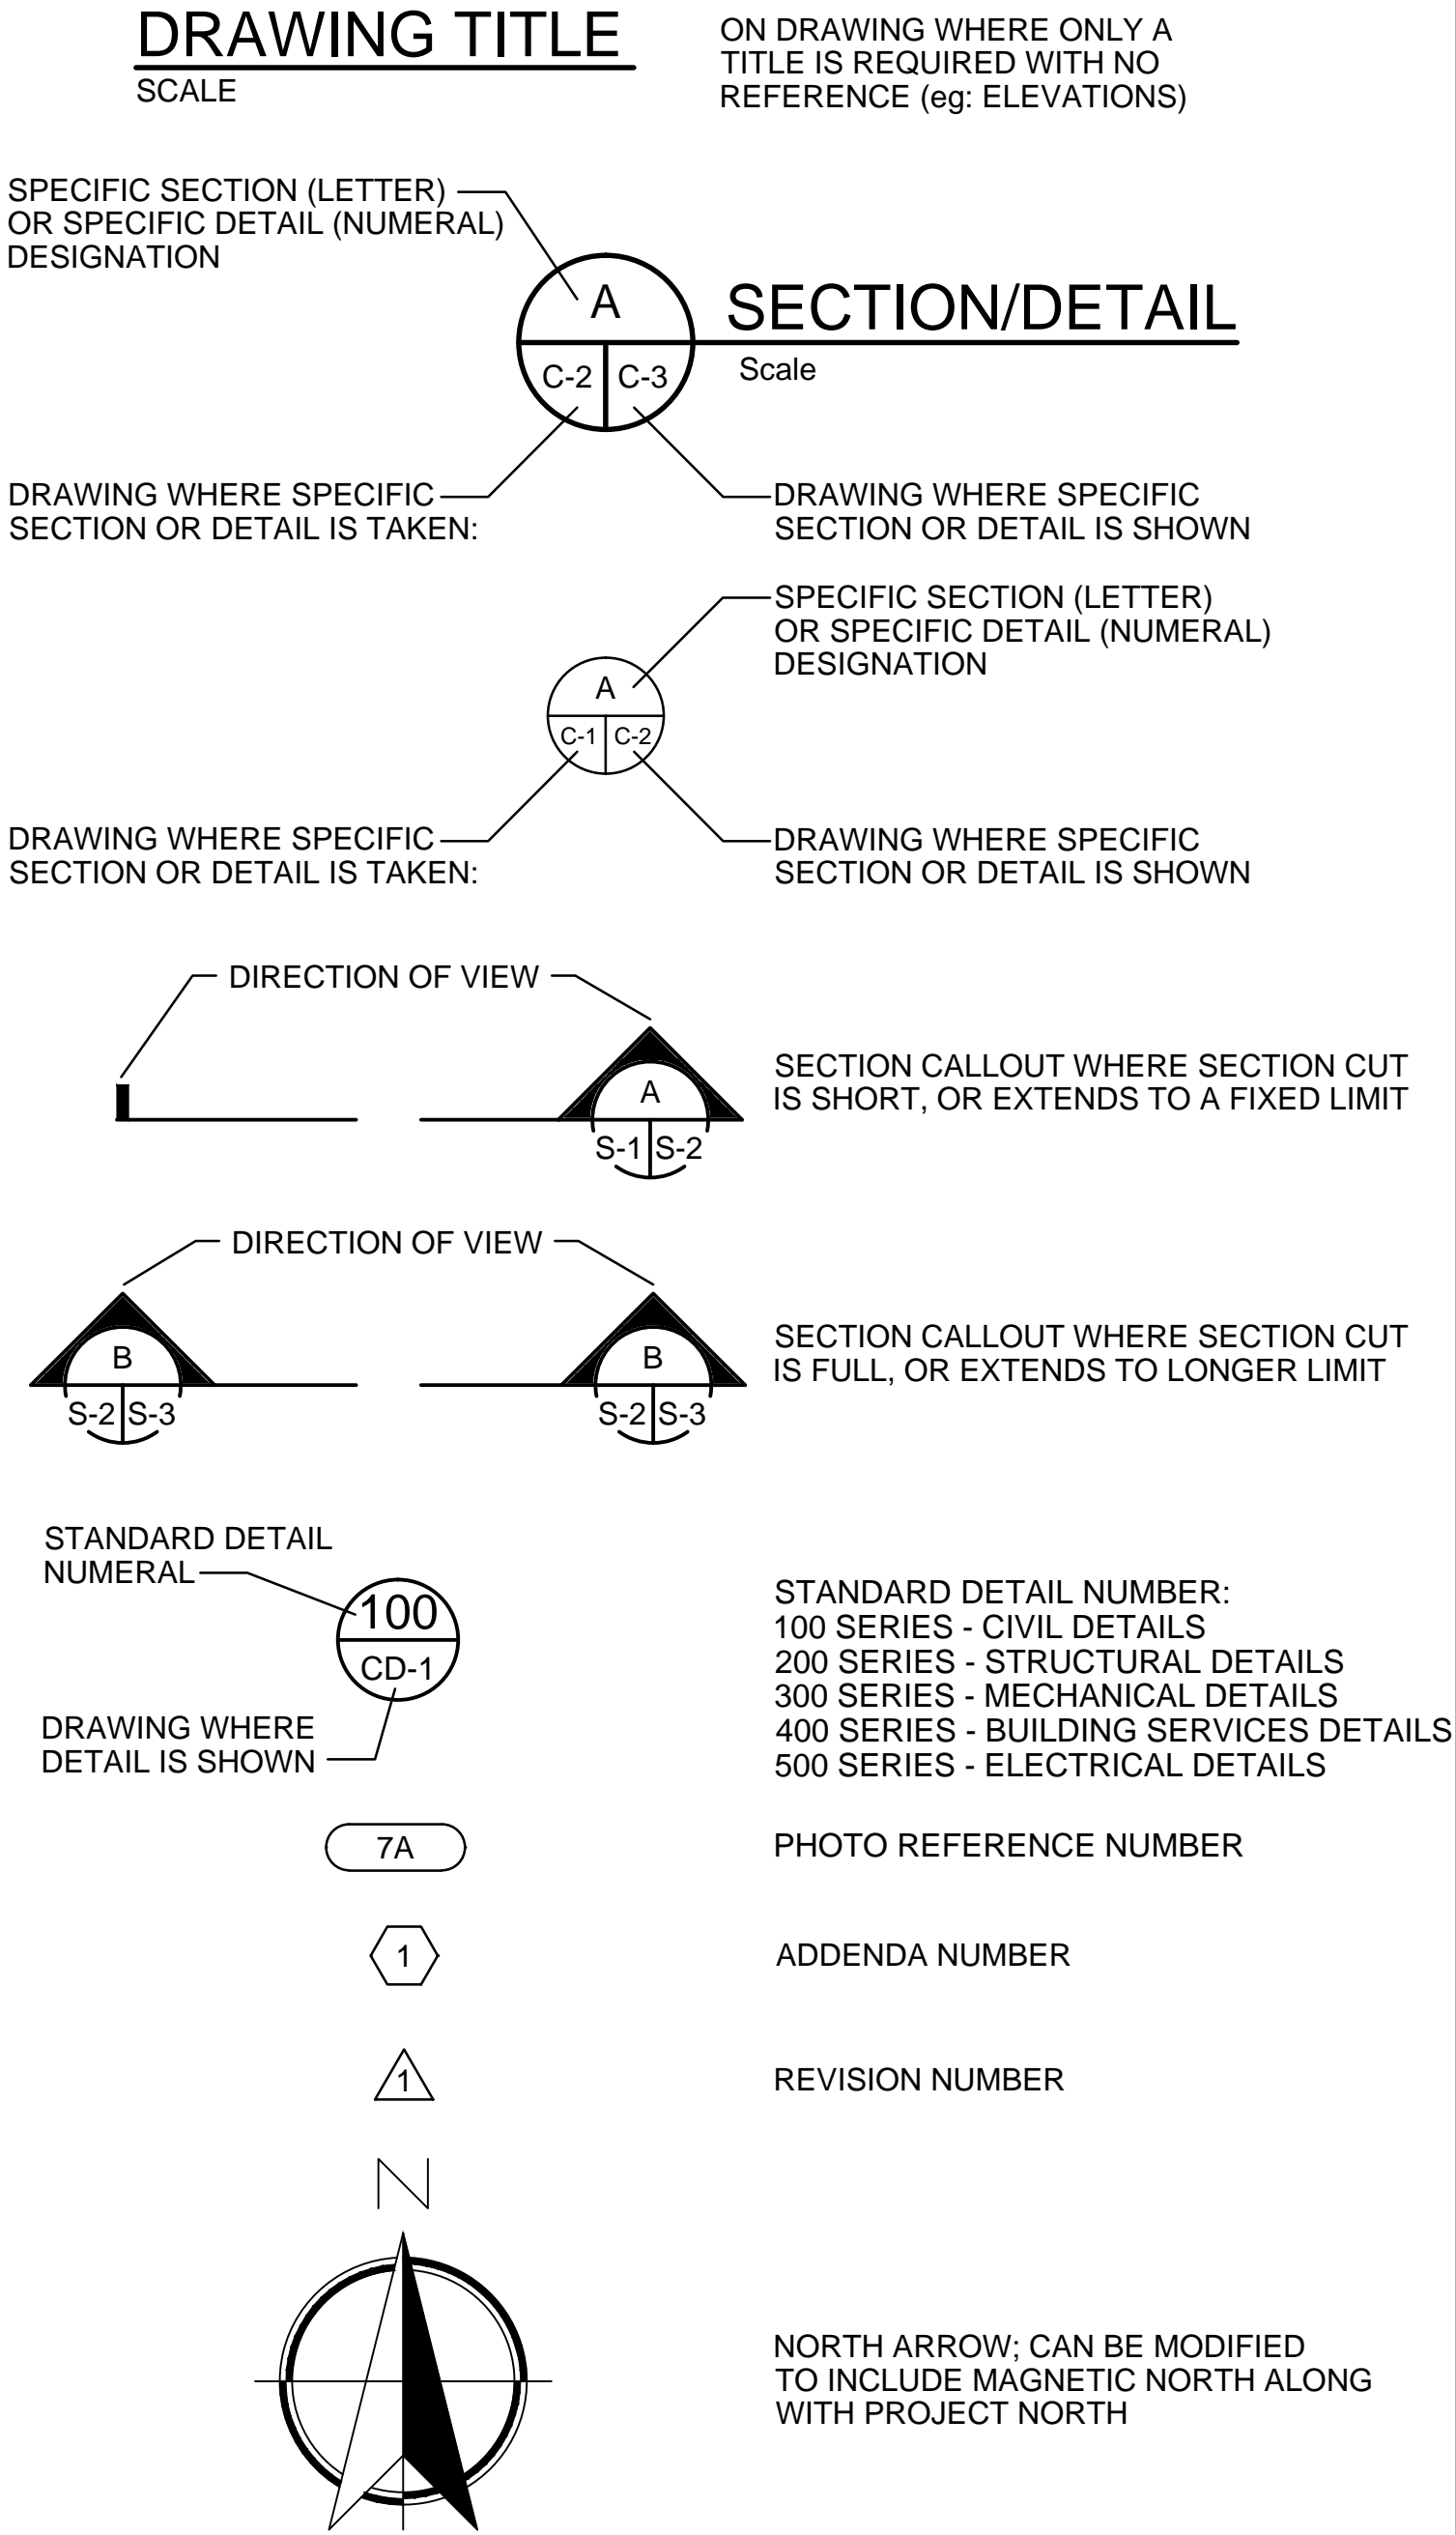 DRAWING TITLE
SCALE
ON DRAWING WHERE ONLY A
TITLE IS REQUIRED WITH NO
REFERENCE (eg: ELEVATIONS)
SPECIFIC SECTION (LETTER)
OR SPECIFIC DETAIL (NUMERAL)
DESIGNATION
A
SECTION/DETAIL
C-2 C-3
Scale
DRAWING WHERE SPECIFIC
SECTION OR DETAIL IS TAKEN:
DRAWING WHERE SPECIFIC
SECTION OR DETAIL IS SHOWN
SPECIFIC SECTION (LETTER)
OR SPECIFIC DETAIL (NUMERAL)
DESIGNATION
A
C-1 C-2
DRAWING WHERE SPECIFIC
SECTION OR DETAIL IS TAKEN:
DRAWING WHERE SPECIFIC
SECTION OR DETAIL IS SHOWN
DIRECTION OF VIEW
A
S-1 S-2
SECTION CALLOUT WHERE SECTION CUT
IS SHORT, OR EXTENDS TO A FIXED LIMIT
DIRECTION OF VIEW
B
S-2 S-3
B
S-2 S-3
SECTION CALLOUT WHERE SECTION CUT
IS FULL, OR EXTENDS TO LONGER LIMIT
STANDARD DETAIL
NUMERAL
100
CD-1
DRAWING WHERE
DETAIL IS SHOWN
STANDARD DETAIL NUMBER:
100 SERIES - CIVIL DETAILS
200 SERIES - STRUCTURAL DETAILS
300 SERIES - MECHANICAL DETAILS
400 SERIES - BUILDING SERVICES DETAILS
500 SERIES - ELECTRICAL DETAILS
7A
PHOTO REFERENCE NUMBER
1
ADDENDA NUMBER
1
REVISION NUMBER
N
NORTH ARROW; CAN BE MODIFIED
TO INCLUDE MAGNETIC NORTH ALONG
WITH PROJECT NORTH